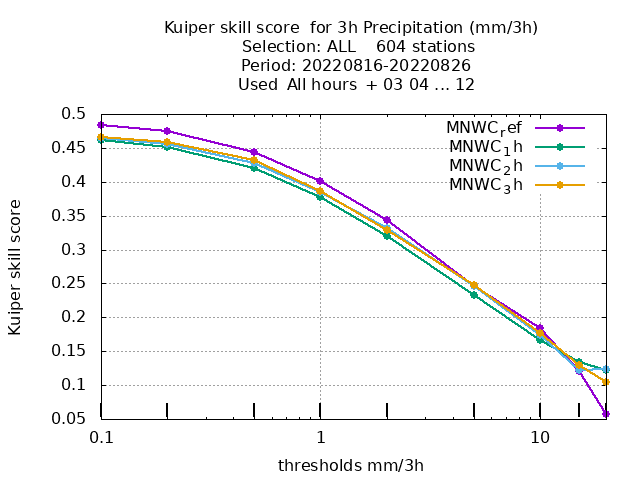 Kuiper skill score  for 3h Precipitation (mm/3h)
Selection: ALL    604 stations
Period: 20220816-20220826
Used  All hours  + 03 04 ... 12
MNWC_ref
MNWC_1h
MNWC_2h
MNWC_3h
0.5
0.45
0.4
0.35
0.3
0.25
0.2
0.15
0.1
0.05
Kuiper skill score
0.1 1 10
thresholds mm/3h